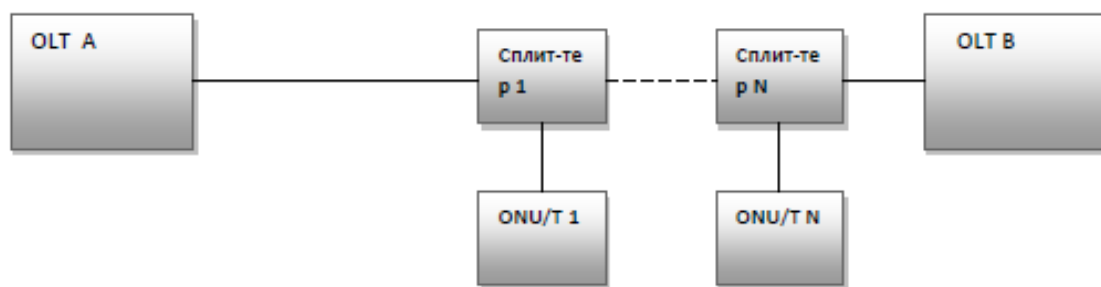 OLT A
Сплит-те
р 1
Сплит-те
р N
OLT B
ONU/T 1
ONU/T N